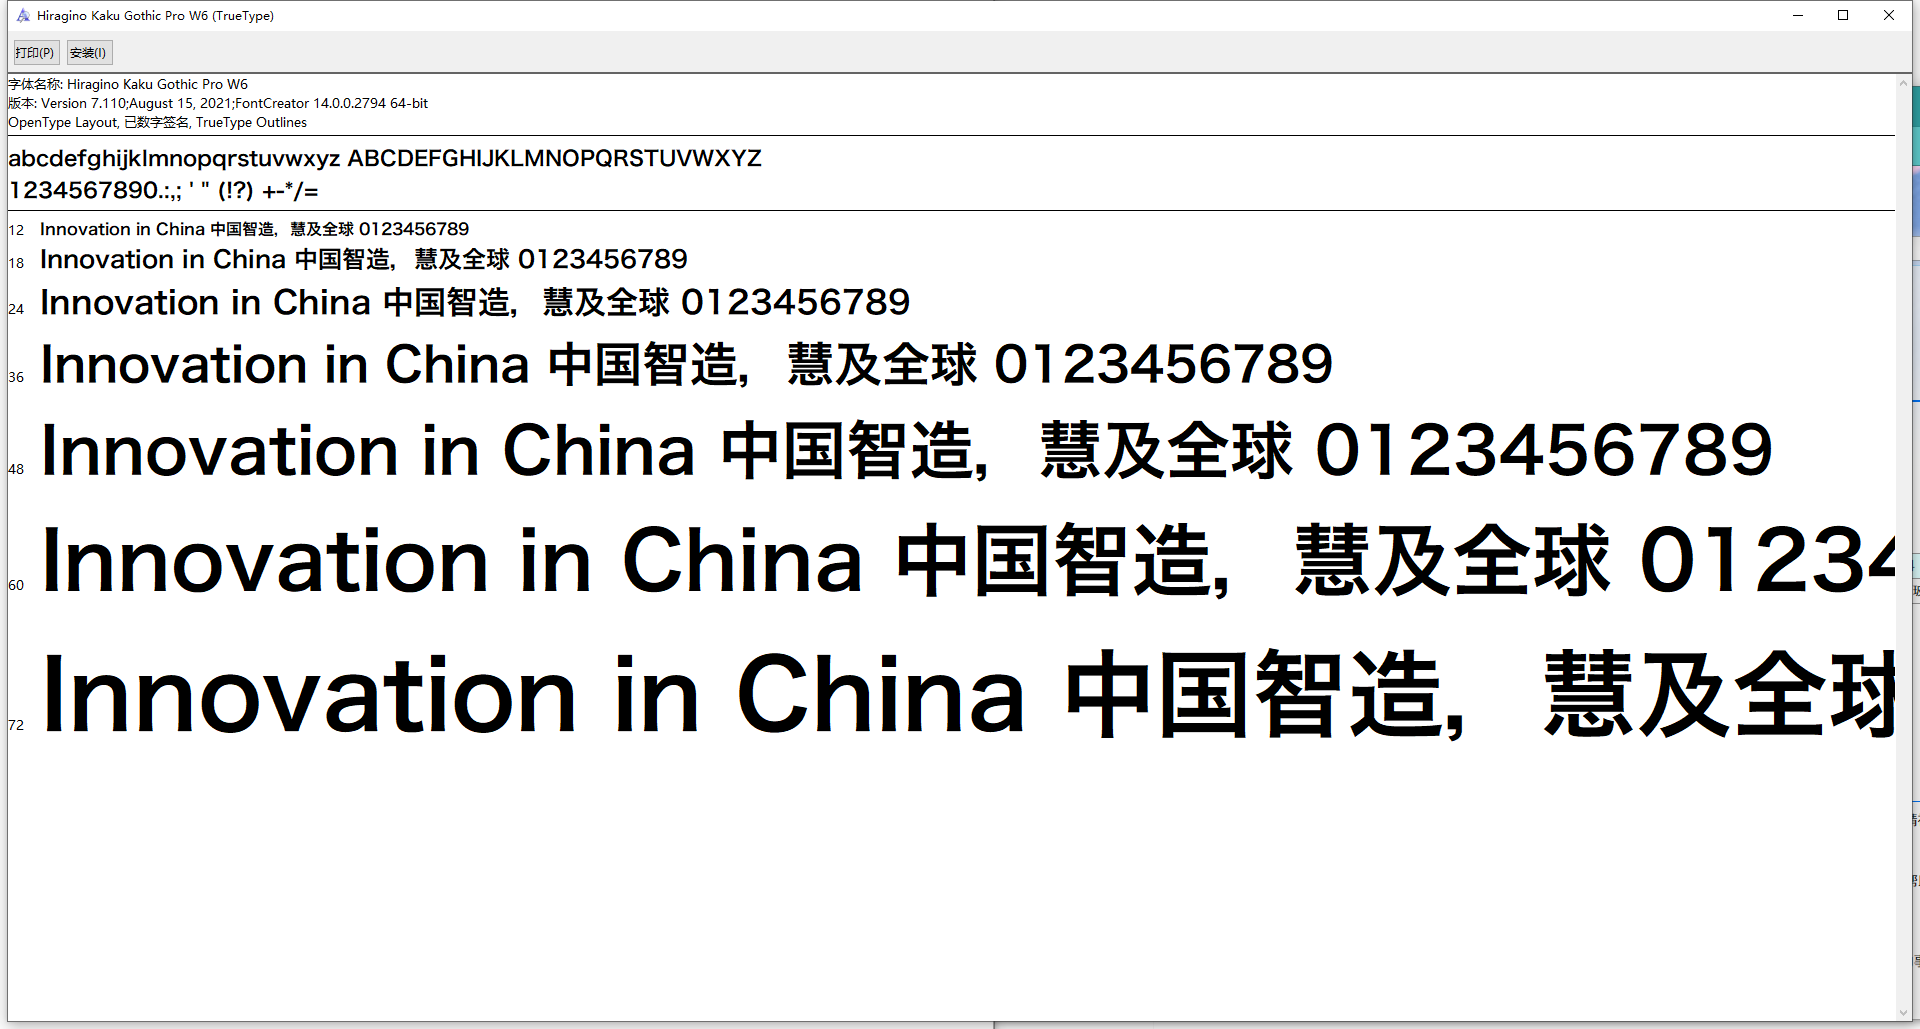 Hiragino Kaku Gothic Pro W6 (TrueType)
打印(P) 安装(I)
字体名称: Hiragino Kaku Gothic Pro W6
版本: Version 7.110;August 15, 2021;FontCreator 14.0.0.2794 64-bit
OpenType Layout, 已数字签名, TrueType Outlines
abcdefghijklmnopqrstuvwxyz ABCDEFGHIJKLMNOPQRSTUVWXYZ
1234567890.:,; ' " (!?) +-*/=
12 Innovation in China 中国智造，慧及全球 0123456789
18 Innovation in China 中国智造，慧及全球 0123456789
24 Innovation in China 中国智造，慧及全球 0123456789
36 Innovation in China 中国智造，慧及全球 0123456789
48 Innovation in China 中国智造，慧及全球 0123456789
60 Innovation in China 中国智造，慧及全球 01234
72 Innovation in China 中国智造，慧及全球